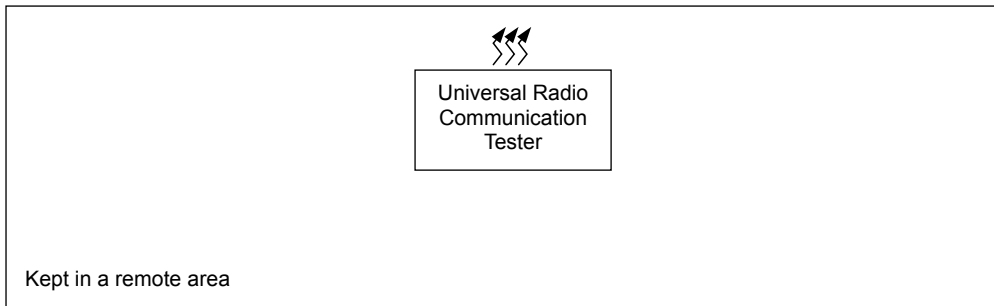 Universal Radio
Communication
Tester
Kept in a remote area